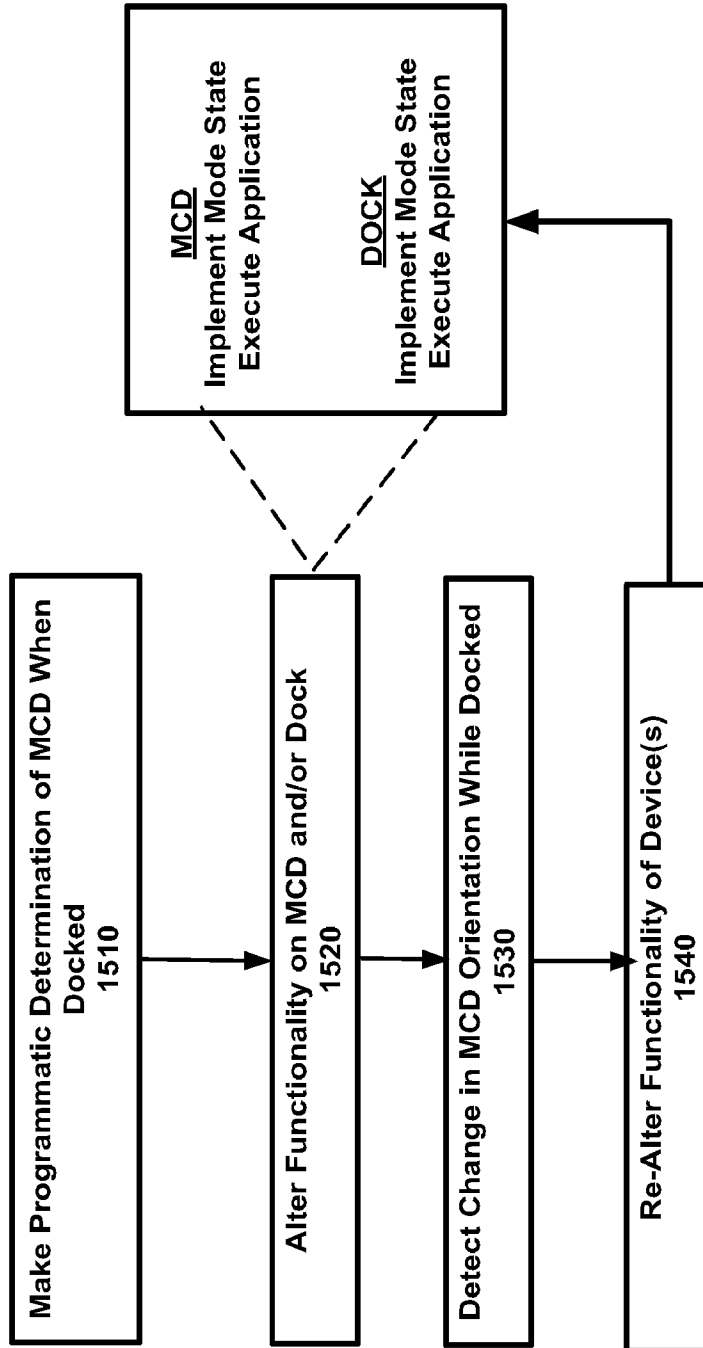 Make Programmatic Determination of MCD When
Docked
1510
Alter Functionality on MCD and/or Dock
1520
Detect Change in MCD Orientation While Docked
1530
Re-Alter Functionality of Device(s)
1540
MCD
Implement Mode State
Execute Application
DOCK
Implement Mode State
Execute Application